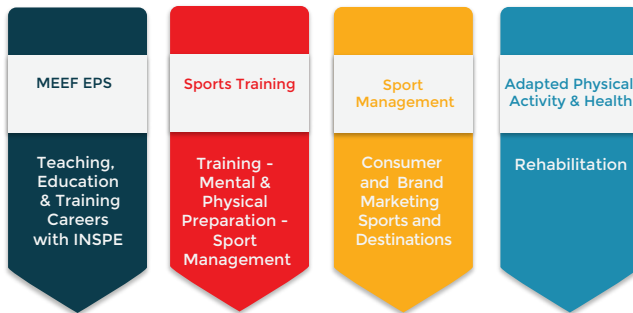 MEEF EPS
Teaching,
Education
& Training
Careers
with INSPE
Sports Training
Training -
Mental &
Physical
Preparation -
Sport
Management
Sport
Management
Consumer
and Brand
Marketing
Sports and
Destinations
Adapted Physical
Activity & Health
Rehabilitation